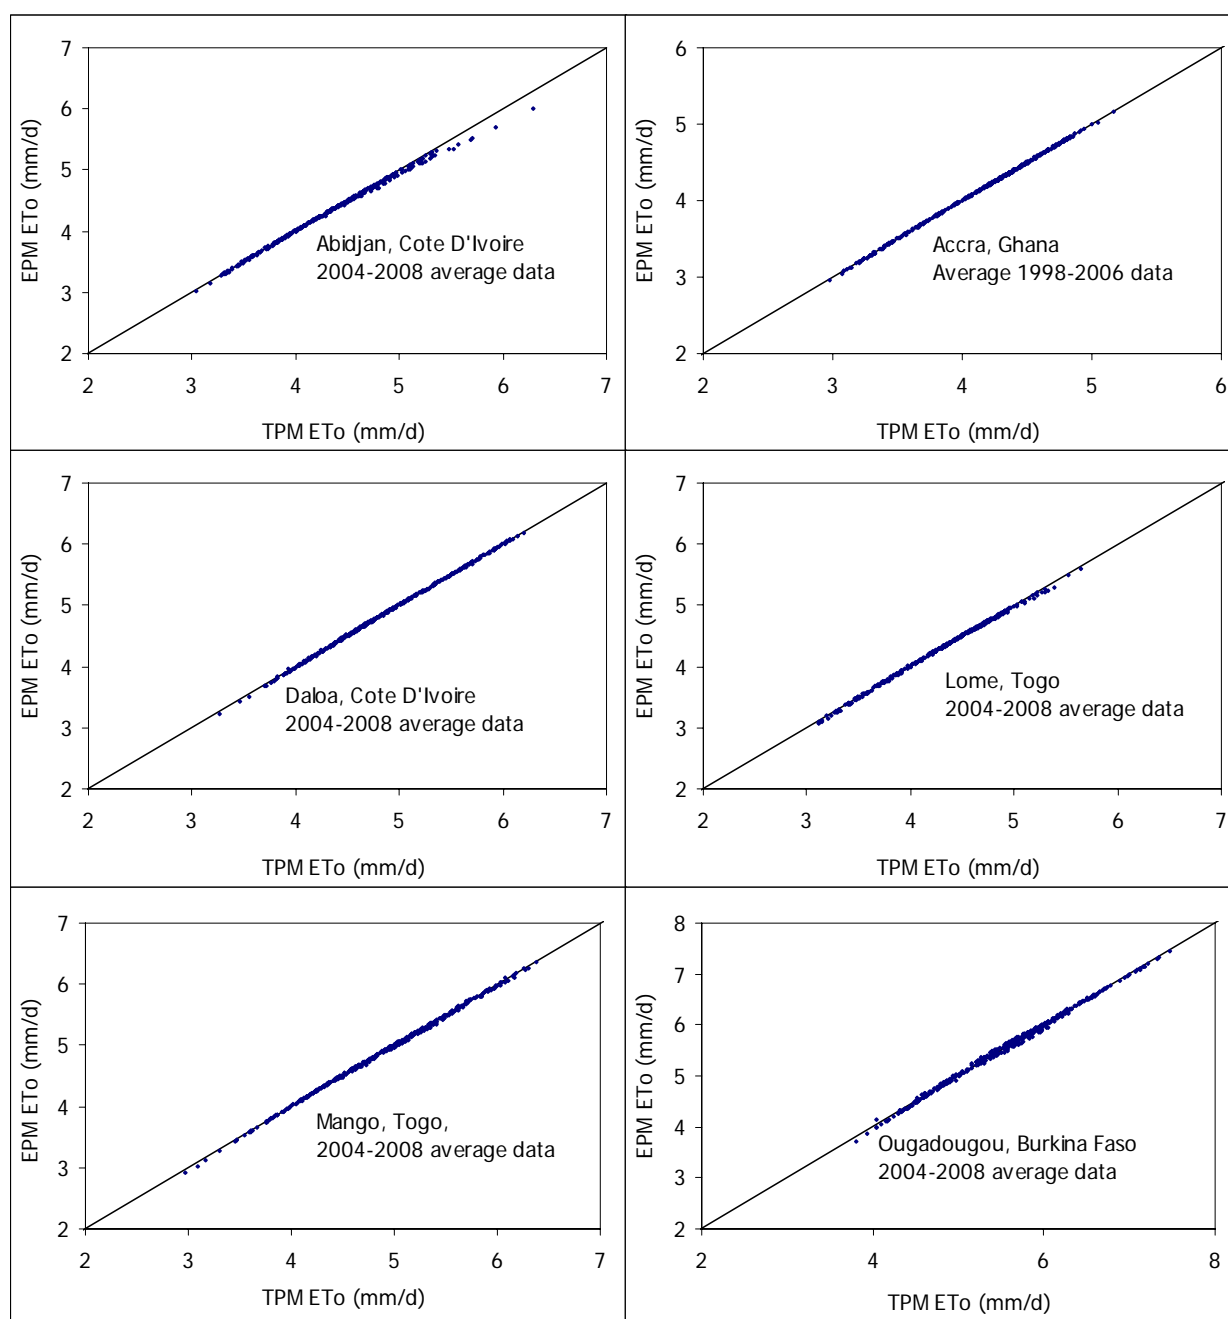 7
6
5
4
3
2
EPM ETo (mm/d)
Abidjan, Cote D'Ivoire
2004-2008 average data
2 3 4 5 6 7
TPM ETo (mm/d)
6
5
4
3
2
EPM ETo (mm/d)
Accra, Ghana
Average 1998-2006 data
2 3 4 5 6
TPM ETo (mm/d)
7
6
5
4
3
2
EPM ETo (mm/d)
Daloa, Cote D'Ivoire
2004-2008 average data
2 3 4 5 6 7
TPM ETo (mm/d)
7
6
5
4
3
2
EPM ETo (mm/d)
Lome, Togo
2004-2008 average data
2 3 4 5 6 7
TPM ETo (mm/d)
7
6
5
4
3
2
EPM ETo (mm/d)
Mango, Togo,
2004-2008 average data
2 3 4 5 6 7
TPM ETo (mm/d)
8
7
6
5
4
3
2
EPM ETo (mm/d)
Ougadougou, Burkina Faso
2004-2008 average data
2 4 6 8
TPM ETo (mm/d)